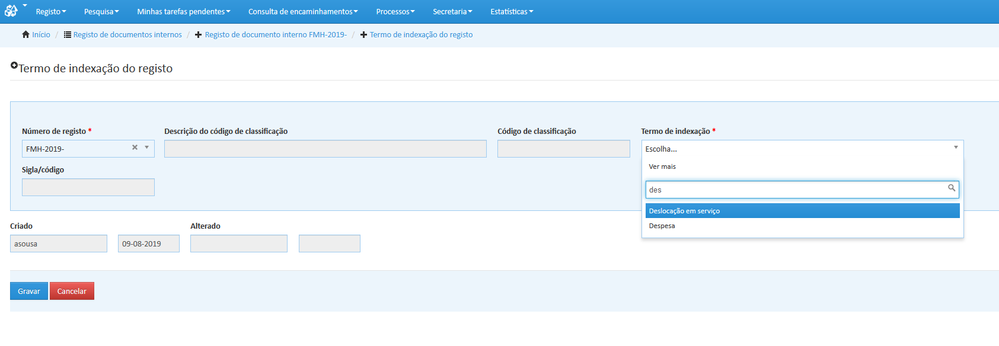 Registo Pesquisa Minhas tarefas pendentes Consulta de encaminhamentos Processos Secretaria Estatísticas
Início / Registo de documentos internos / Registo de documento interno FMH-2019- / Termo de indexação do registo
Termo de indexação do registo
Número de registo * Descrição do código de classificação Código de classificação Termo de indexação *
FMH-2019- Escolha...
Ver mais
Sigla/código
des
Deslocação em serviço
Despesa
Criado Alterado
asousa 09-08-2019
Gravar Cancelar